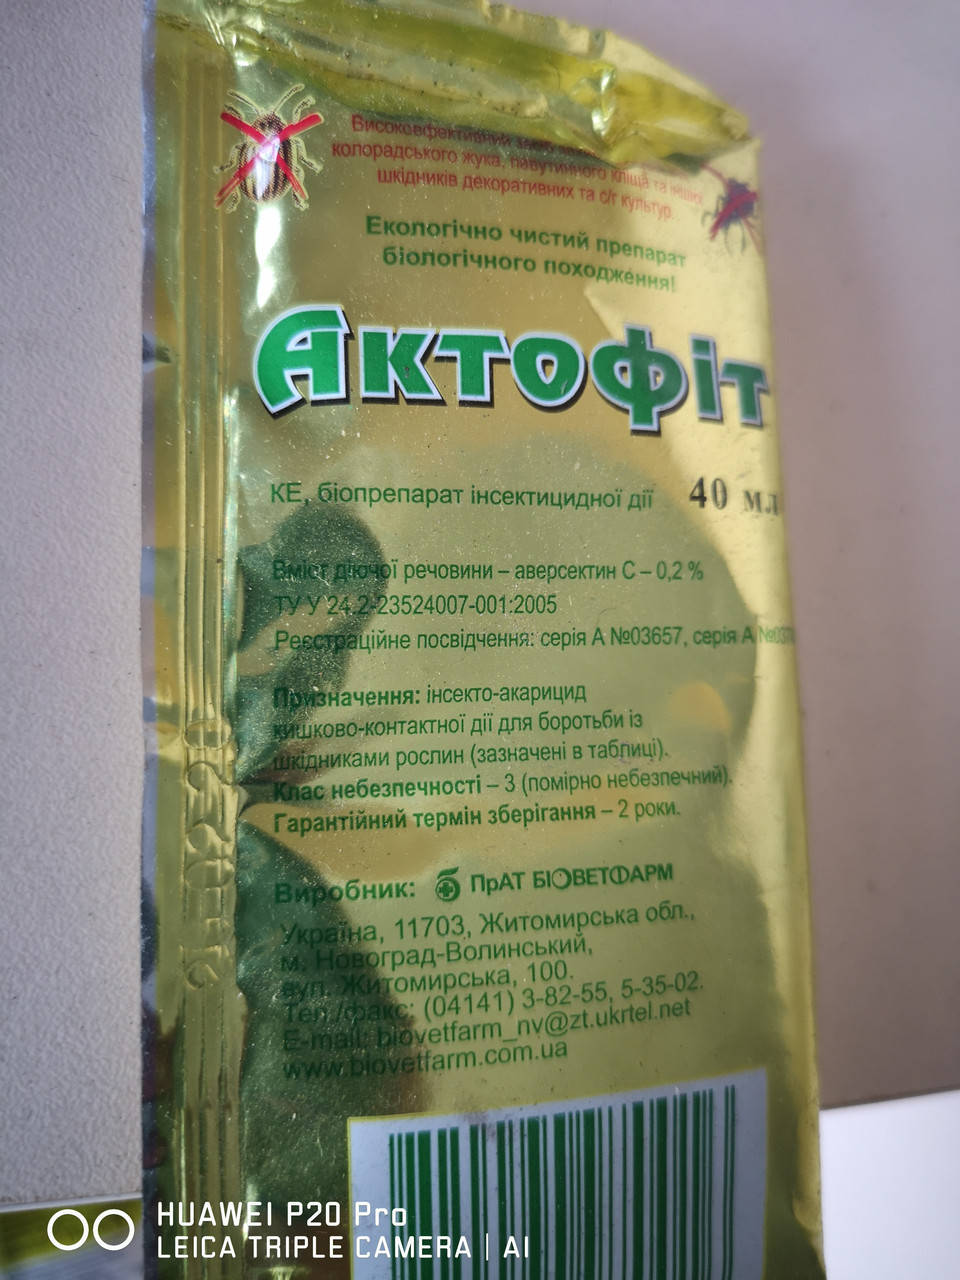 Високоефективний засіб
колорадського жука, павутинного кліща та інших
шкідників декоративних та с/г культур.
Екологічно чистий препарат
біологічного походження!
Актофіт
КЕ, біопрепарат інсектицидної дії 40 мл
Вміст діючої речовини – аверсектин С – 0,2 %
ТУ У 24.2-23524007-001:2005
Реєстраційне посвідчення: серія А №03657, серія А
Призначення: інсекто-акарицид
кишково-контактної дії для боротьби із
шкідниками рослин (зазначені в таблиці).
Клас небезпечності – 3 (помірно небезпечний).
Гарантійний термін зберігання – 2 роки.
Виробник: ПрАТ БІОВЕТФАРМ
Україна, 11703, Житомирська обл.,
м. Новоград-Волинський,
вул. Житомирська, 100.
Тел./факс: (04141) 3-82-55, 5-35-02.
E-mail: biovetfarm_nv@zt.ukrtel.net
www.biovetfarm.com.ua
HUAWEI P20 Pro
LEICA TRIPLE CAMERA | AI